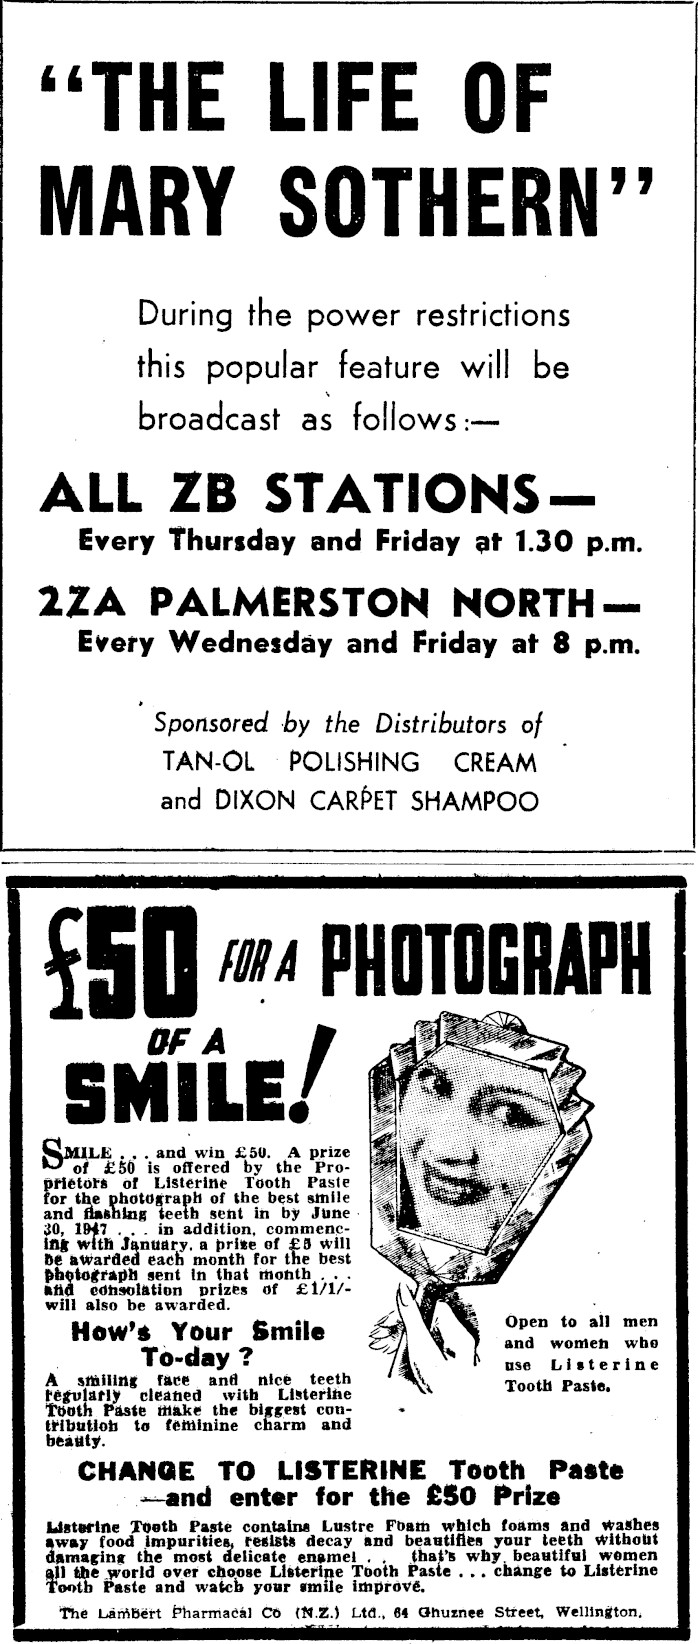 "THE LIFE OF
MARY SOTHERN"
During the power restrictions
this popular feature will be
broadcast as follows:—
ALL ZB STATIONS—
Every Thursday and Friday at 1.30 p.m.
2ZA PALMERSTON NORTH—
Every Wednesday and Friday at 8 p.m.
Sponsored by the Distributors of
TAN-OL POLISHING CREAM
and DIXON CARPET SHAMPOO
£50 FOR A PHOTOGRAPH
OF A
SMILE!
SMILE . . . and win £50. A prize
of £50 is offered by the Pro-
prietors of Listerine Tooth Paste
for the photograph of the best smile
and flashing teeth sent in by June
30, 1947 . . . in addition, commenc-
ing with January, a prize of £5 will
be awarded each month for the best
photograph sent in that month . . .
and consolation prizes of £1/1/-
will also be awarded.
How's Your Smile
To-day?
A smiling face and nice teeth
regularly cleaned with Listerine
Tooth Paste make the biggest con-
tribution to feminine charm and
beauty.
Open to all men
and women who
use Listerine
Tooth Paste.
CHANGE TO LISTERINE Tooth Paste
—and enter for the £50 Prize
Listerine Tooth Paste contains Lustre Foam which foams and washes
away food impurities, resists decay and beautifies your teeth without
damaging the most delicate enamel . . that's why beautiful women
all the world over choose Listerine Tooth Paste . . . change to Listerine
Tooth Paste and watch your smile improve.
The Lambert Pharmacal Co (N.Z.) Ltd., 64 Ghuznee Street, Wellington.